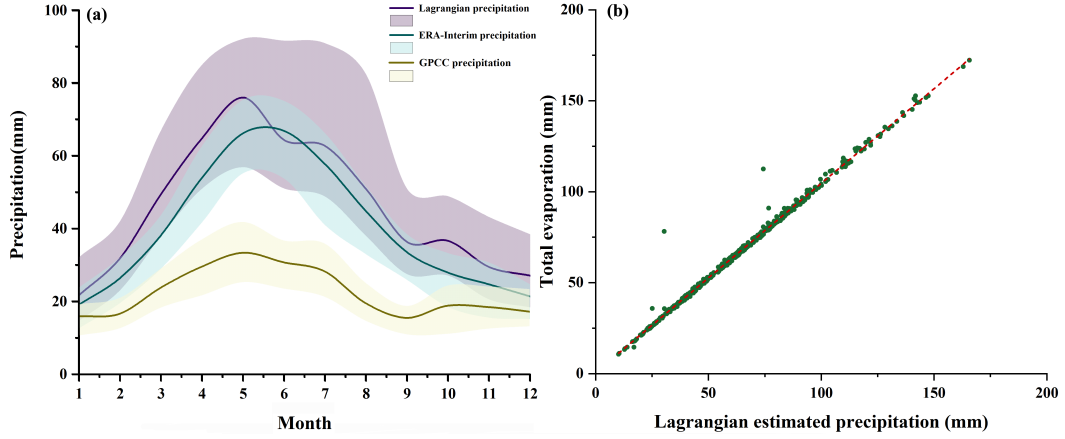 (a)
Lagrangian precipitation
ERA-Interim precipitation
GPCC precipitation
Precipitation(mm)
100
80
60
40
20
0
1 2 3 4 5 6 7 8 9 10 11 12
Month
(b)
Total evaporation (mm)
200
150
100
50
0
0 50 100 150 200
Lagrangian estimated precipitation (mm)